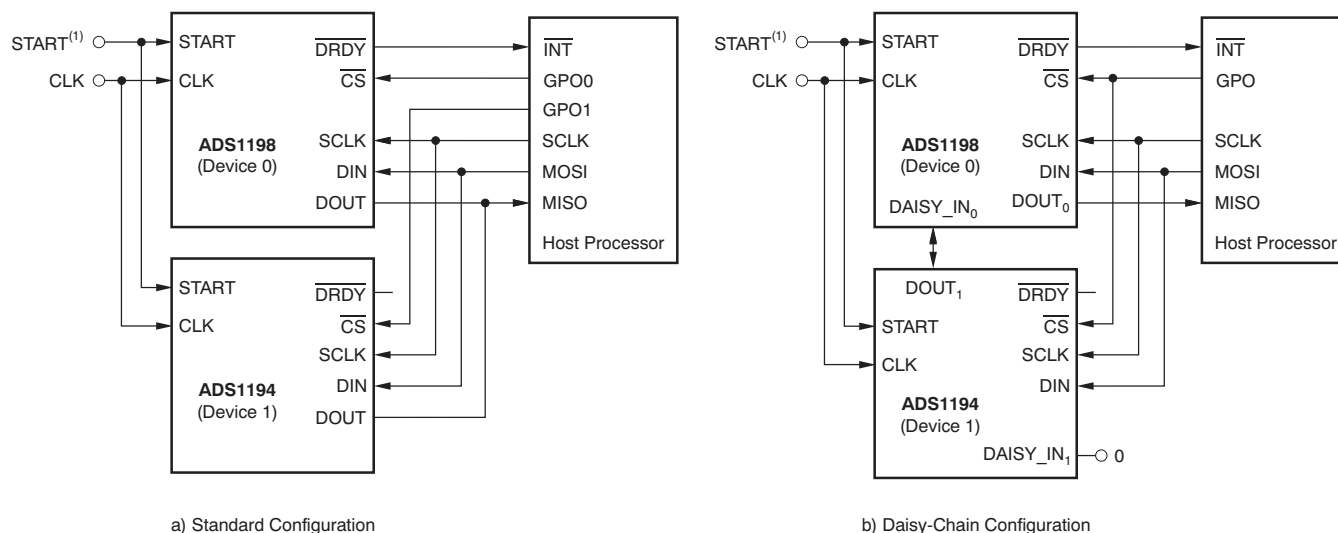 START(1)
CLK
START
CLK
ADS1198
(Device 0)
DRDY
CS
SCLK
DIN
DOUT
INT
GPO0
GPO1
SCLK
MOSI
MISO
Host Processor
START
CLK
ADS1194
(Device 1)
DRDY
CS
SCLK
DIN
DOUT
a) Standard Configuration
START(1)
CLK
START
CLK
ADS1198
(Device 0)
DRDY
CS
SCLK
DIN
DOUT0
DAISY_IN0
INT
GPO
SCLK
MOSI
MISO
Host Processor
DOUT1
START
CLK
ADS1194
(Device 1)
DRDY
CS
SCLK
DIN
DAISY_IN1
0
b) Daisy-Chain Configuration